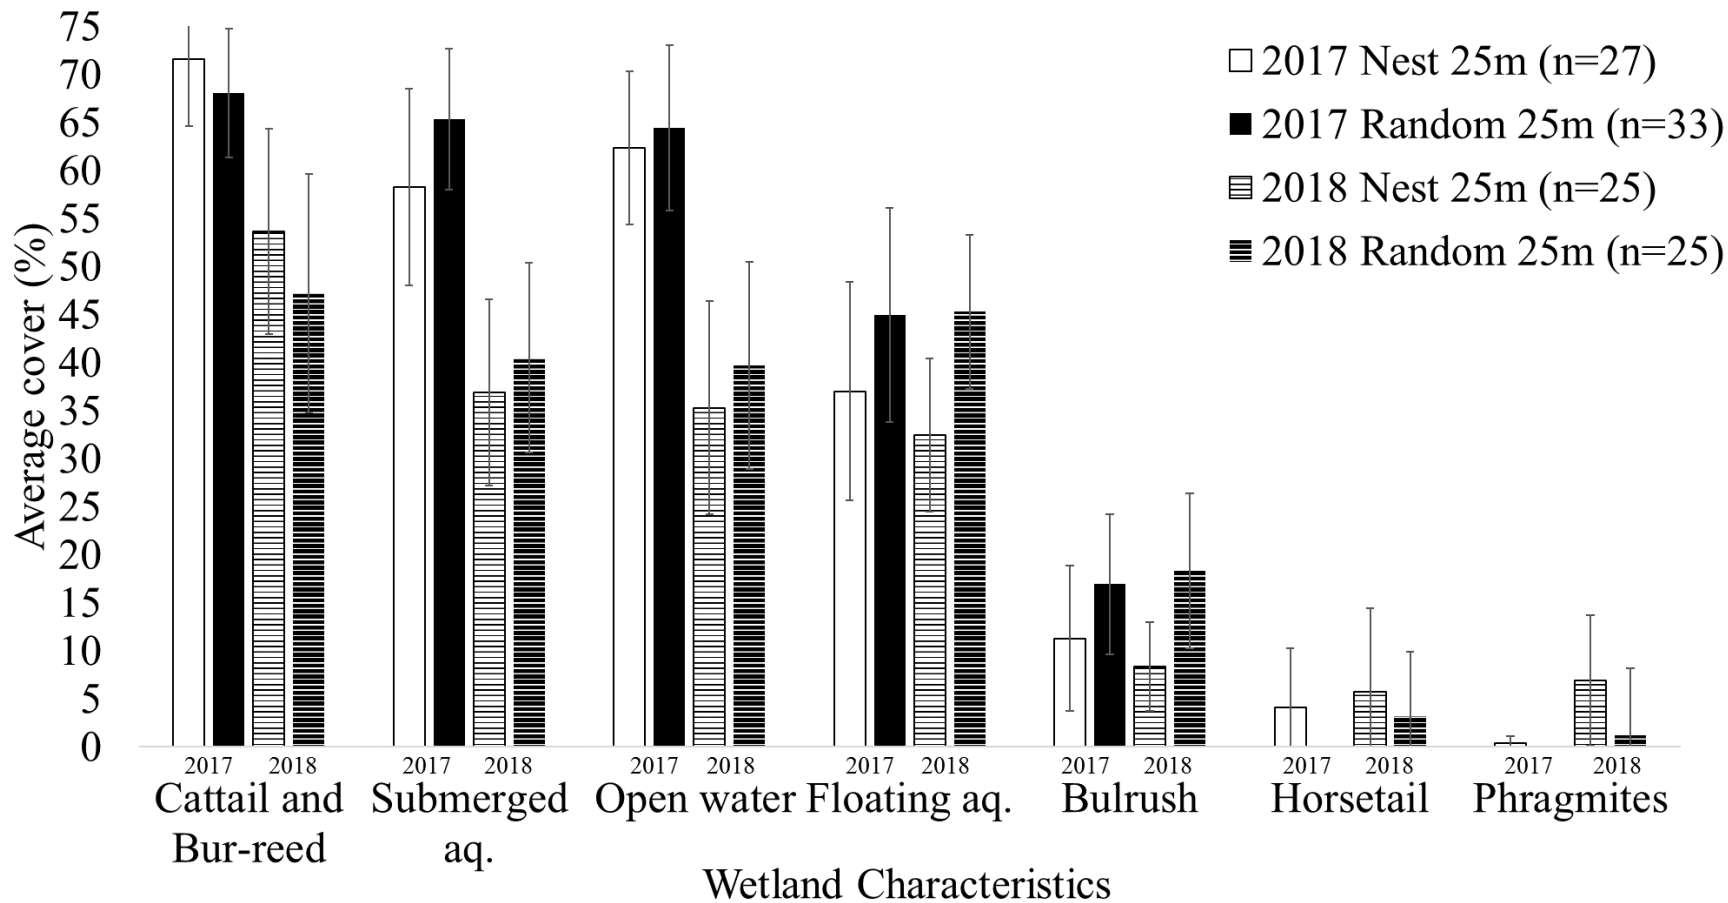 75
70
65
60
55
50
45
40
35
30
25
20
15
10
5
0
Average cover (%)
2017 Nest 25m (n=27)
2017 Random 25m (n=33)
2018 Nest 25m (n=25)
2018 Random 25m (n=25)
2017 2018 2017 2018 2017 2018 2017 2018 2017 2018 2017 2018 2017 2018
Cattail and Submerged Open water Floating aq. Bulrush Horsetail Phragmites
Bur-reed aq.
Wetland Characteristics